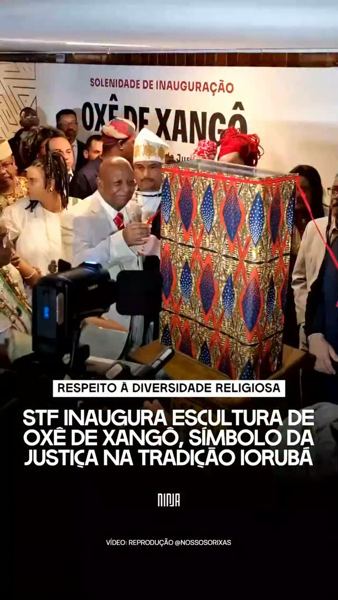 SOLENIDADE DE INAUGURAÇÃO
OXÊ DE XANGÔ
RESPEITO À DIVERSIDADE RELIGIOSA
STF INAUGURA ESCULTURA DE
OXÊ DE XANGÔ, SÍMBOLO DA
JUSTIÇA NA TRADIÇÃO IORUBÁ
NINJA
VÍDEO: REPRODUÇÃO @NOSSOSORIXAS